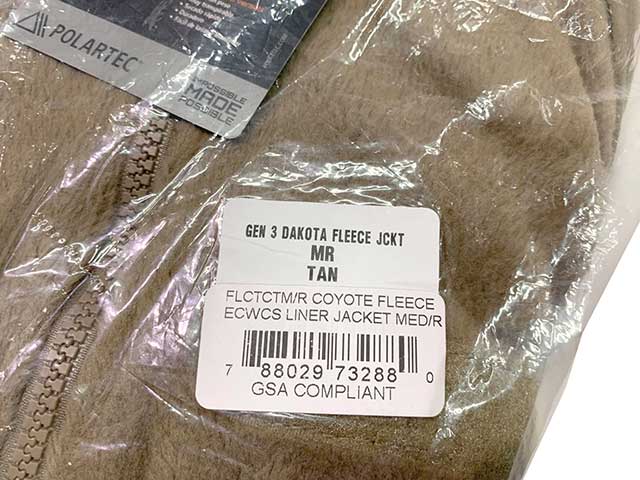 POLARTEC
IMPOSSIBLE
MADE
POSSIBLE
GEN 3 DAKOTA FLEECE JCKT
MR
TAN
FLCTCTM/R COYOTE FLEECE
ECWCS LINER JACKET MED/R
7 88029 73288 0
GSA COMPLiANT